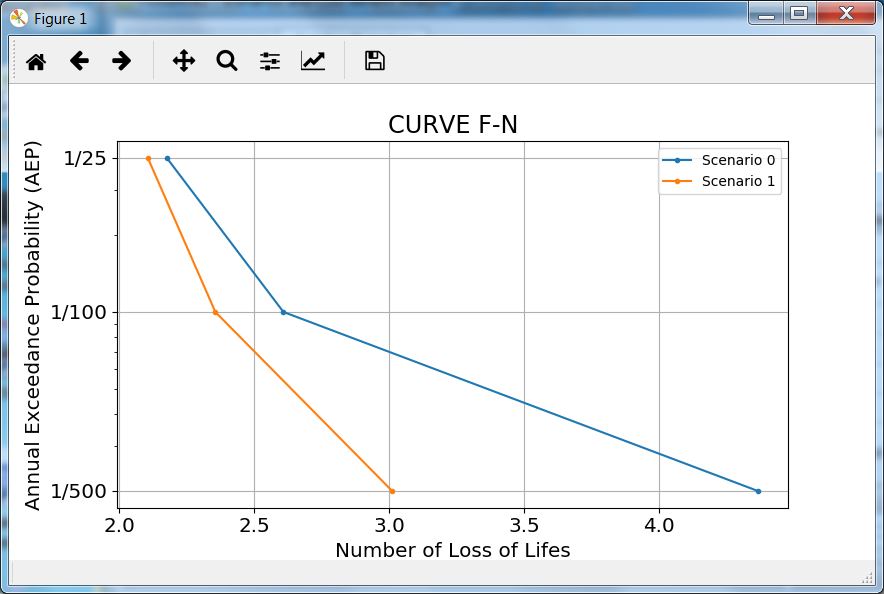 Figure 1
CURVE F-N
Annual Exceedance Probability (AEP)
1/25
1/100
1/500
Scenario 0
Scenario 1
2.0 2.5 3.0 3.5 4.0
Number of Loss of Lifes